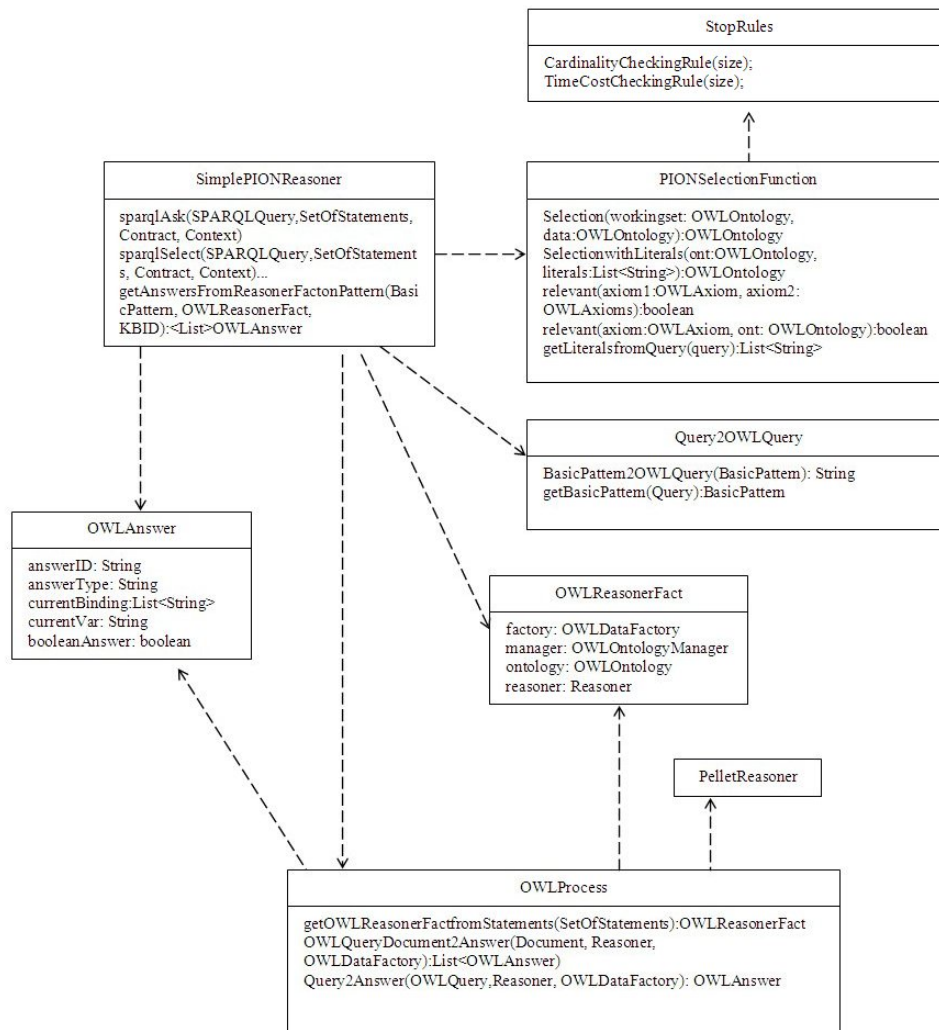 StopRules
CardinalityCheckingRule(size);
TimeCostCheckingRule(size);
SimplePIONReasoner
sparqlAsk(SPARQLQuery,SetOfStatements,
Contract, Context)
sparqlSelect(SPARQLQuery,SetOfStatement
s, Contract, Context)...
getAnswersFromReasonerFactonPattern(Basi
cPattern, OWLReasonerFact,
KBID):<List>OWLAnswer
PIONSelectionFunction
Selection(workingset: OWLOntology,
data:OWLOntology):OWLOntology
SelectionwithLiterals(ont:OWLOntology,
literals:List<String>):OWLOntology
relevant(axiom1:OWLAxiom, axiom2:
OWLAxioms):boolean
relevant(axiom:OWLAxiom, ont: OWLOntology):boolean
getLiteralsfromQuery(query):List<String>
Query2OWLQuery
BasicPattern2OWLQuery(BasicPattern): String
getBasicPattern(Query):BasicPattern
OWLAnswer
answerID: String
answerType: String
currentBinding:List<String>
currentVar: String
booleanAnswer: boolean
OWLReasonerFact
factory: OWLDataFactory
manager: OWLOntologyManager
ontology: OWLOntology
reasoner: Reasoner
PelletReasoner
OWLProcess
getOWLReasonerFactfromStatements(SetOfStatements):OWLReasonerFact
OWLQueryDocument2Answer(Document, Reasoner,
OWLDataFactory):List<OWLAnswer)
Query2Answer(OWLQuery,Reasoner, OWLDataFactory): OWLAnswer